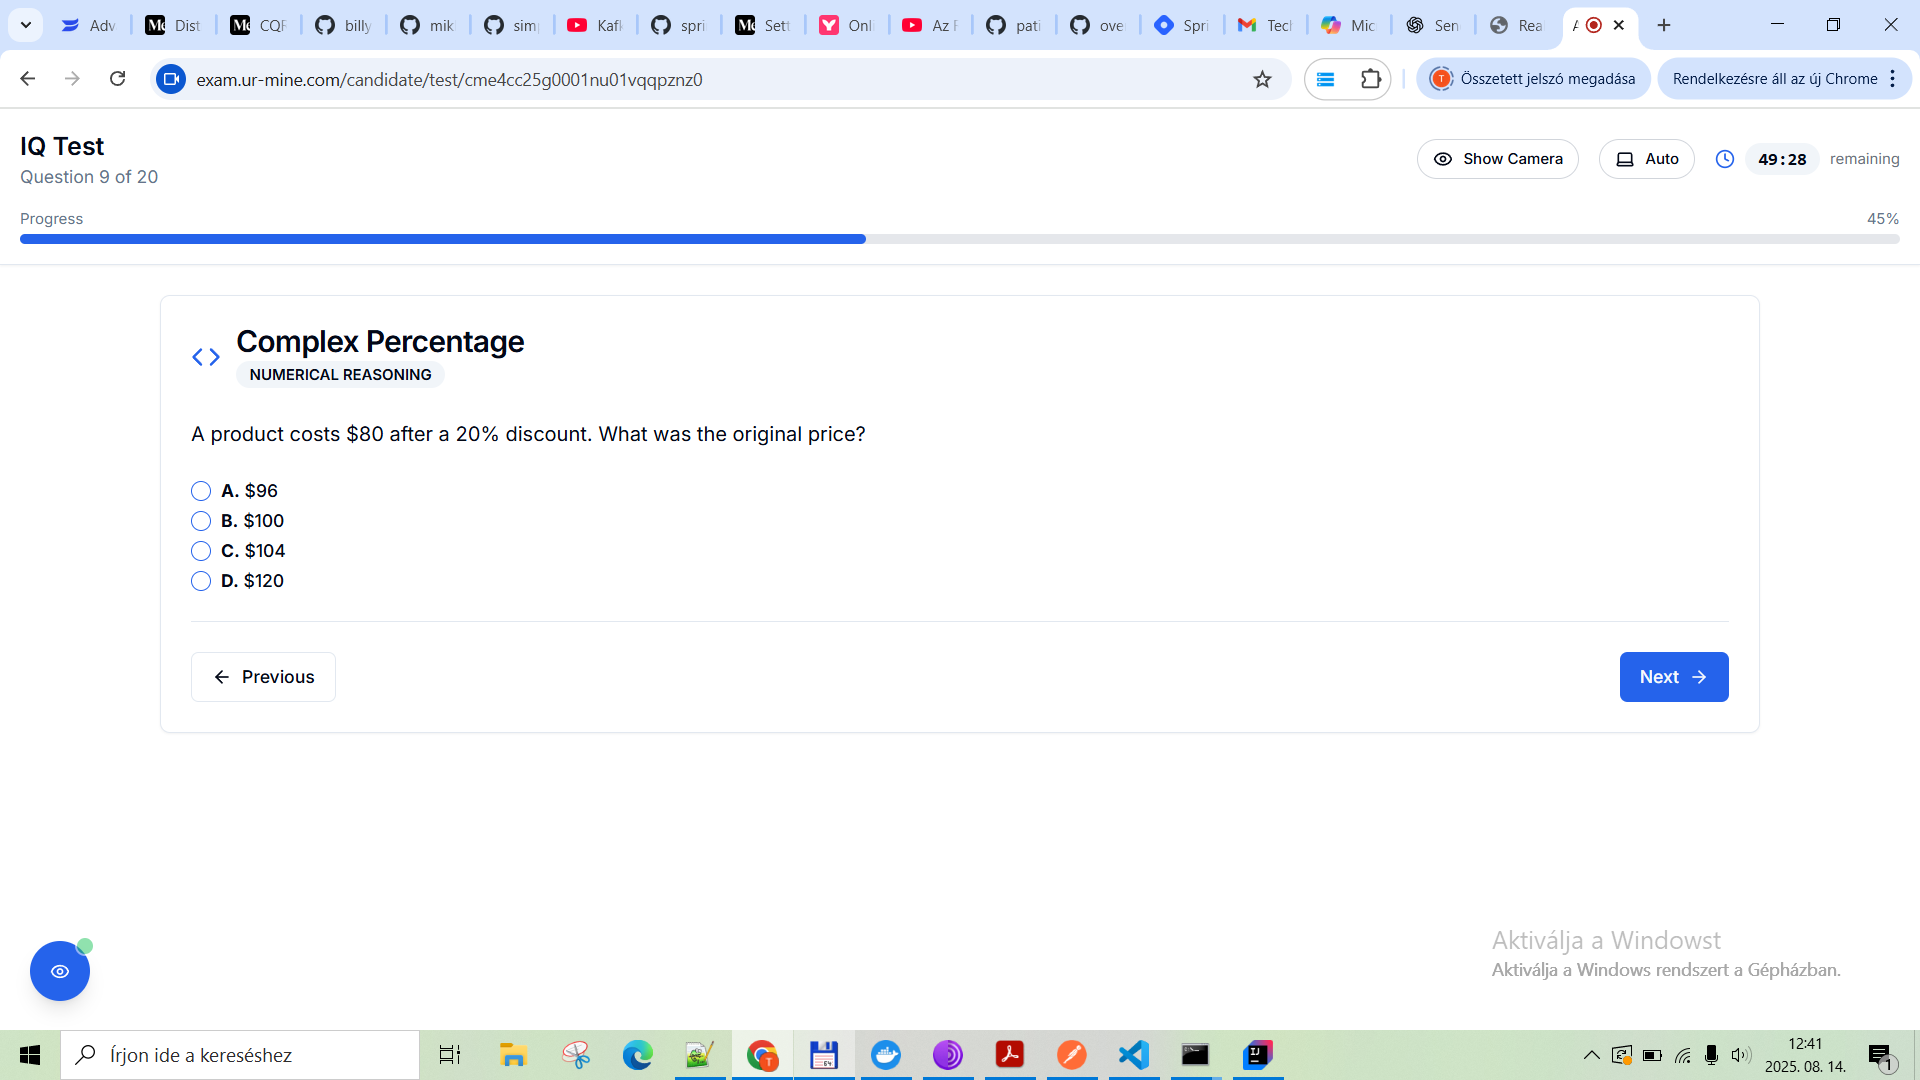 Adv
Dist
CQF
billy
mik
sim
Kafk
spri
Sett
Onli
Az F
pati
ove
Spri
Tech
Mic
Sen
Rea
exam.ur-mine.com/candidate/test/cme4cc25g0001nu01vqqpznz0
Összetett jelszó megadása
Rendelkezésre áll az új Chrome
IQ Test
Question 9 of 20
Show Camera
Auto
49:28
remaining
Progress
45%
Complex Percentage
NUMERICAL REASONING
A product costs $80 after a 20% discount. What was the original price?
A. $96
B. $100
C. $104
D. $120
Previous
Next
Aktiválja a Windowst
Aktiválja a Windows rendszert a Gépházban.
Írjon ide a kereséshez
12:41
2025. 08. 14.
1